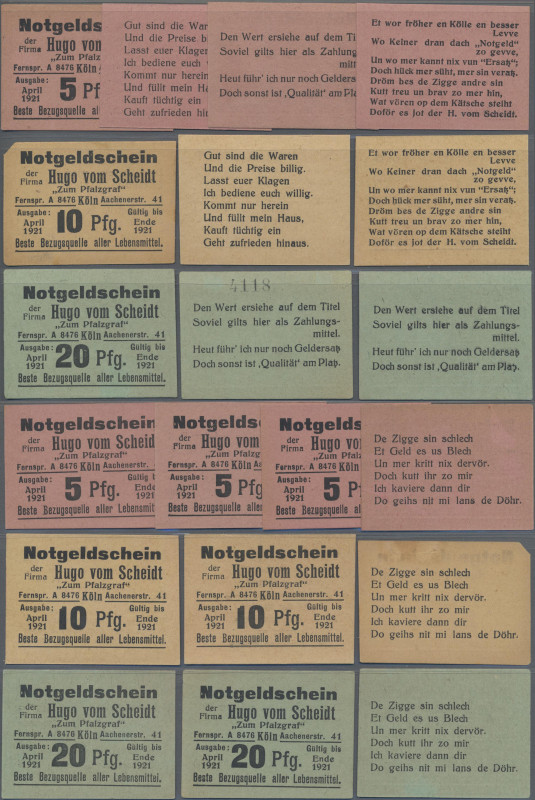 Notgelds
der
Firma Hugo vom
„Zum Pfalz
Fernspr. A 8476 Köln
Ausgabe:
April
1921
5 Pf
Beste Bezugsquelle al
Gut sind die War
Und die Preise bi
Lasst euer Klagen
Ich bediene euch
Kommt nur herein
Und füllt mein Ha
Kauft tüchtig ein
Geht zufrieden hin
Den Wert ersiehe auf dem Tite
Soviel gilts hier als Zahlung
mitt
Heut führ' ich nur noch Gelders
Doch sonst ist ‚Qualität' am Pla
Et wor fröher en Kölle en besser
Levve
Wo Keiner dran dach „Notgeld"
zo gevve,
Un wo mer kannt nix vun "Ersatz";
Doch hück mer süht, mer sin veratz,
Dröm bes de Zigge andre sin
Kutt treu un brav zo mer hin,
Wat vören op dem Kätsche steiht
Doför es jot der H. vom Scheidt.
Notgeldschein
der
Firma Hugo vom Scheidt
„Zum Pfalzgraf"
Fernspr. A 8476 Köln Aachenerstr. 41
Ausgabe:
April
1921
10 Pfg.
Gültig bis
Ende
1921
Beste Bezugsquelle aller Lebensmittel.
Gut sind die Waren
Und die Preise billig.
Lasst euer Klagen
Ich bediene euch willig.
Kommt nur herein
Und füllt mein Haus,
Kauft tüchtig ein
Geht zufrieden hinaus.
Et wor fröher en Kölle en besser
Levve
Wo Keiner dran dach „Notgeld"
zo gevve,
Un wo mer kannt nix vun "Ersatz";
Doch hück mer süht, mer sin veratz,
Dröm bes de Zigge andre sin
Kutt treu un brav zo mer hin,
Wat vören op dem Kätsche steiht
Doför es jot der H. vom Scheidt.
Notgeldschein
der
Firma Hugo vom Scheidt
„Zum Pfalzgraf"
Fernspr. A 8476 Köln Aachenerstr. 41
Ausgabe:
April
1921
20 Pfg.
Gültig bis
Ende
1921
Beste Bezugsquelle aller Lebensmittel.
4118
Den Wert ersiehe auf dem Titel
Soviel gilts hier als Zahlungs-
mittel.
Heut führ' ich nur noch Geldersatz
Doch sonst ist ‚Qualität' am Platz.
Den Wert ersiehe auf dem Titel
Soviel gilts hier als Zahlungs-
mittel.
Heut führ' ich nur noch Geldersatz
Doch sonst ist ‚Qualität' am Platz.
Notgeldschein
der
Firma Hugo vom Scheidt
„Zum Pfalzgraf"
Fernspr. A 8476 Köln Aachenerstr.
Ausgabe:
April
1921
5 Pfg.
Gültig b
Ende
1921
Beste Bezugsquelle aller Lebensmitt
Notgeldsc
der
Firma Hugo vom S
„Zum Pfalzgr
Fernspr. A 8476 Köln Aa
Ausgabe:
April
1921
5 Pfg
Beste Bezugsquelle alle
Notgeldsc
der
Firma Hugo vom S
„Zum Pfalzgra
Fernspr. A 8476 Köln Aa
Ausgabe:
April
1921
5 Pfg
Beste Bezugsquelle alle
De Zigge sin schlech
Et Geld es us Blech
Un mer kritt nix dervör.
Doch kutt ihr zo mir
Ich kaviere dann dir
Do geihs nit mi lans de Döhr.
Notgeldschein
der
Firma Hugo vom Scheidt
„Zum Pfalzgraf"
Fernspr. A 8476 Köln Aachenerstr. 41
Ausgabe:
April
1921
10 Pfg.
Gültig bis
Ende
1921
Beste Bezugsquelle aller Lebensmittel.
Notgeldschein
der
Firma Hugo vom Scheidt
„Zum Pfalzgraf"
Fernspr. A 8476 Köln Aachenerstr. 41
Ausgabe:
April
1921
10 Pfg.
Gültig bis
Ende
1921
Beste Bezugsquelle aller Lebensmittel.
De Zigge sin schlech
Et Geld es us Blech
Un mer kritt nix dervör.
Doch kutt ihr zo mir
Ich kaviere dann dir
Do geihs nit mi lans de Döhr.
Notgeldschein
der
Firma Hugo vom Scheidt
„Zum Pfalzgraf"
Fernspr. A 8476 Köln Aachenerstr. 41
Ausgabe:
April
1921
20 Pfg.
Gültig bis
Ende
1921
Beste Bezugsquelle aller Lebensmittel.
Notgeldschein
der
Firma Hugo vom Scheidt
„Zum Pfalzgraf"
Fernspr. A 8476 Köln Aachenerstr. 41
Ausgabe:
April
1921
20 Pfg.
Gültig bis
Ende
1921
Beste Bezugsquelle aller Lebensmittel.
De Zigge sin schlech
Et Geld es us Blech
Un mer kritt nix dervör.
Doch kutt ihr zo mir
Ich kaviere dann dir
Do geihs nit mi lans de Döhr.